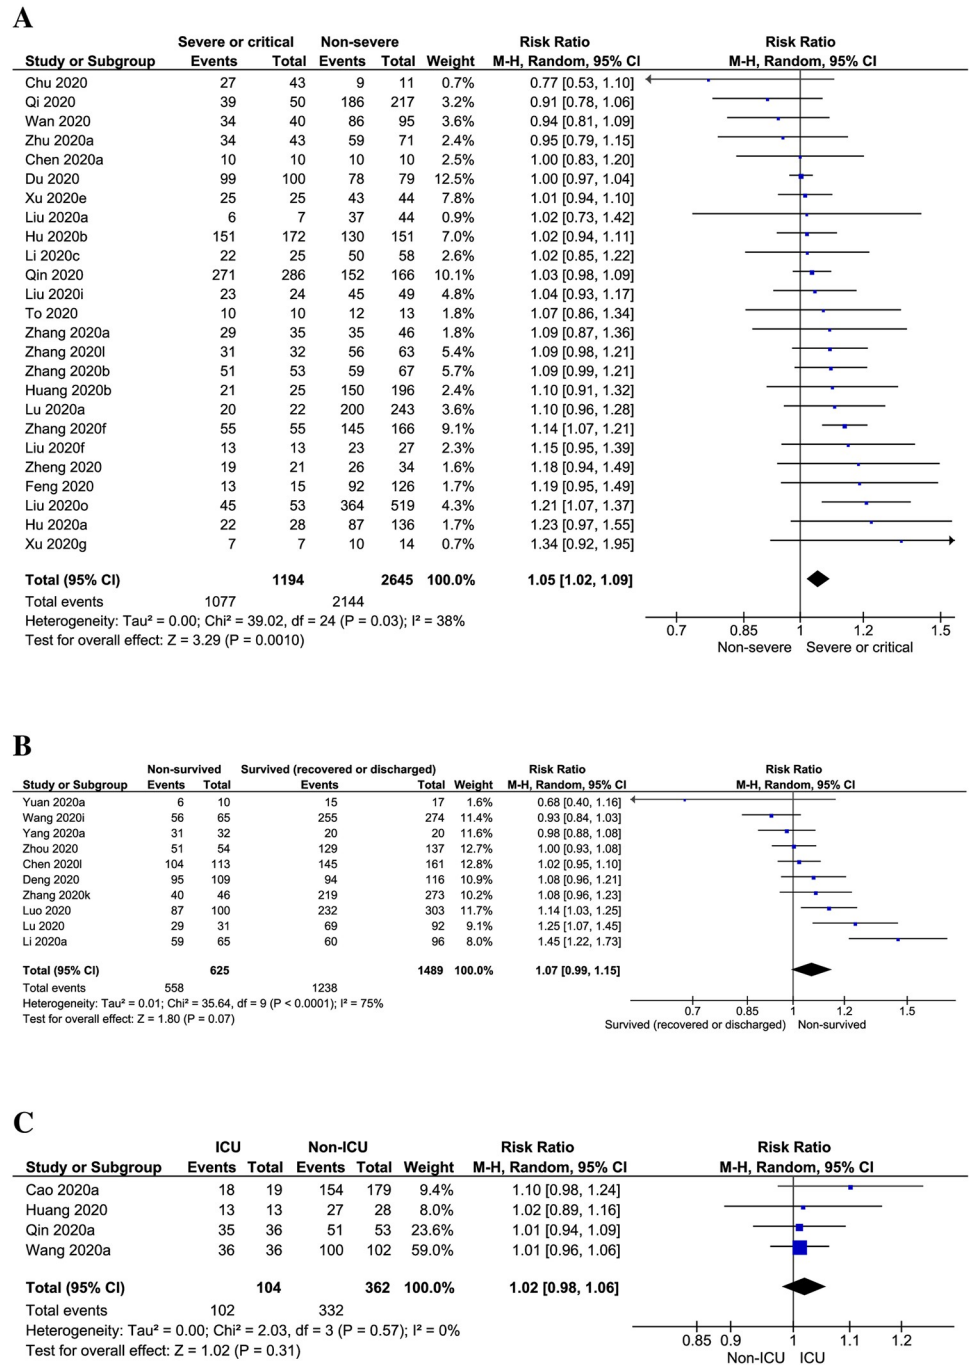 A
Severe or critical Non-severe Risk Ratio Risk Ratio
Study or Subgroup Events Total Events Total Weight M-H, Random, 95% CI M-H, Random, 95% CI
Chu 2020 27 43 9 11 0.7% 0.77 [0.53, 1.10]
Qi 2020 39 50 186 217 3.2% 0.91 [0.78, 1.06]
Wan 2020 34 40 86 95 3.6% 0.94 [0.81, 1.09]
Zhu 2020a 34 43 59 71 2.4% 0.95 [0.79, 1.15]
Chen 2020a 10 10 10 10 2.5% 1.00 [0.83, 1.20]
Du 2020 99 100 78 79 12.5% 1.00 [0.97, 1.04]
Xu 2020e 25 25 43 44 7.8% 1.01 [0.94, 1.10]
Liu 2020a 6 7 37 44 0.9% 1.02 [0.73, 1.42]
Hu 2020b 151 172 130 151 7.0% 1.02 [0.94, 1.11]
Li 2020c 22 25 50 58 2.6% 1.02 [0.85, 1.22]
Qin 2020 271 286 152 166 10.1% 1.03 [0.98, 1.09]
Liu 2020i 23 24 45 49 4.8% 1.04 [0.93, 1.17]
To 2020 10 10 12 13 1.8% 1.07 [0.86, 1.34]
Zhang 2020a 29 35 35 46 1.8% 1.09 [0.87, 1.36]
Zhang 2020l 31 32 56 63 5.4% 1.09 [0.98, 1.21]
Zhang 2020b 51 53 59 67 5.7% 1.09 [0.99, 1.21]
Huang 2020b 21 25 150 196 2.4% 1.10 [0.91, 1.32]
Lu 2020a 20 22 200 243 3.6% 1.10 [0.96, 1.28]
Zhang 2020f 55 55 145 166 9.1% 1.14 [1.07, 1.21]
Liu 2020f 13 13 23 27 2.3% 1.15 [0.95, 1.39]
Zheng 2020 19 21 26 34 1.6% 1.18 [0.94, 1.49]
Feng 2020 13 15 92 126 1.7% 1.19 [0.95, 1.49]
Liu 2020o 45 53 364 519 4.3% 1.21 [1.07, 1.37]
Hu 2020a 22 28 87 136 1.7% 1.23 [0.97, 1.55]
Xu 2020g 7 7 10 14 0.7% 1.34 [0.92, 1.95]
Total (95% CI) 1194 2645 100.0% 1.05 [1.02, 1.09]
Total events 1077 2144
Heterogeneity: Tau² = 0.00; Chi² = 39.02, df = 24 (P = 0.03); I² = 38%
Test for overall effect: Z = 3.29 (P = 0.0010)
0.7 0.85 1 1.2 1.5
Non-severe Severe or critical
B
Non-survived Survived (recovered or discharged) Risk Ratio Risk Ratio
Study or Subgroup Events Total Events Total Weight M-H, Random, 95% CI M-H, Random, 95% CI
Yuan 2020a 6 10 15 17 1.6% 0.68 [0.40, 1.16]
Wang 2020i 56 65 255 274 11.4% 0.93 [0.84, 1.03]
Yang 2020a 31 32 20 20 11.6% 0.98 [0.88, 1.08]
Zhou 2020 51 54 129 137 12.7% 1.00 [0.93, 1.08]
Chen 2020l 104 113 145 161 12.8% 1.02 [0.95, 1.10]
Deng 2020 95 109 94 116 10.9% 1.08 [0.96, 1.21]
Zhang 2020k 40 46 219 273 10.2% 1.08 [0.96, 1.23]
Luo 2020 87 100 232 303 11.7% 1.14 [1.03, 1.25]
Lu 2020 29 31 69 92 9.1% 1.25 [1.07, 1.45]
Li 2020a 59 65 60 96 8.0% 1.45 [1.22, 1.73]
Total (95% CI) 625 1489 100.0% 1.07 [0.99, 1.15]
Total events 558 1238
Heterogeneity: Tau² = 0.01; Chi² = 35.64, df = 9 (P < 0.0001); I² = 75%
Test for overall effect: Z = 1.80 (P = 0.07)
0.7 0.85 1 1.2 1.5
Survived (recovered or discharged) Non-survived
C
ICU Non-ICU Risk Ratio Risk Ratio
Study or Subgroup Events Total Events Total Weight M-H, Random, 95% CI M-H, Random, 95% CI
Cao 2020a 18 19 154 179 9.4% 1.10 [0.98, 1.24]
Huang 2020 13 13 27 28 8.0% 1.02 [0.89, 1.16]
Qin 2020a 35 36 51 53 23.6% 1.01 [0.94, 1.09]
Wang 2020a 36 36 100 102 59.0% 1.01 [0.96, 1.06]
Total (95% CI) 104 362 100.0% 1.02 [0.98, 1.06]
Total events 102 332
Heterogeneity: Tau² = 0.00; Chi² = 2.03, df = 3 (P = 0.57); I² = 0%
Test for overall effect: Z = 1.02 (P = 0.31)
0.85 0.9 1 1.1 1.2
Non-ICU ICU